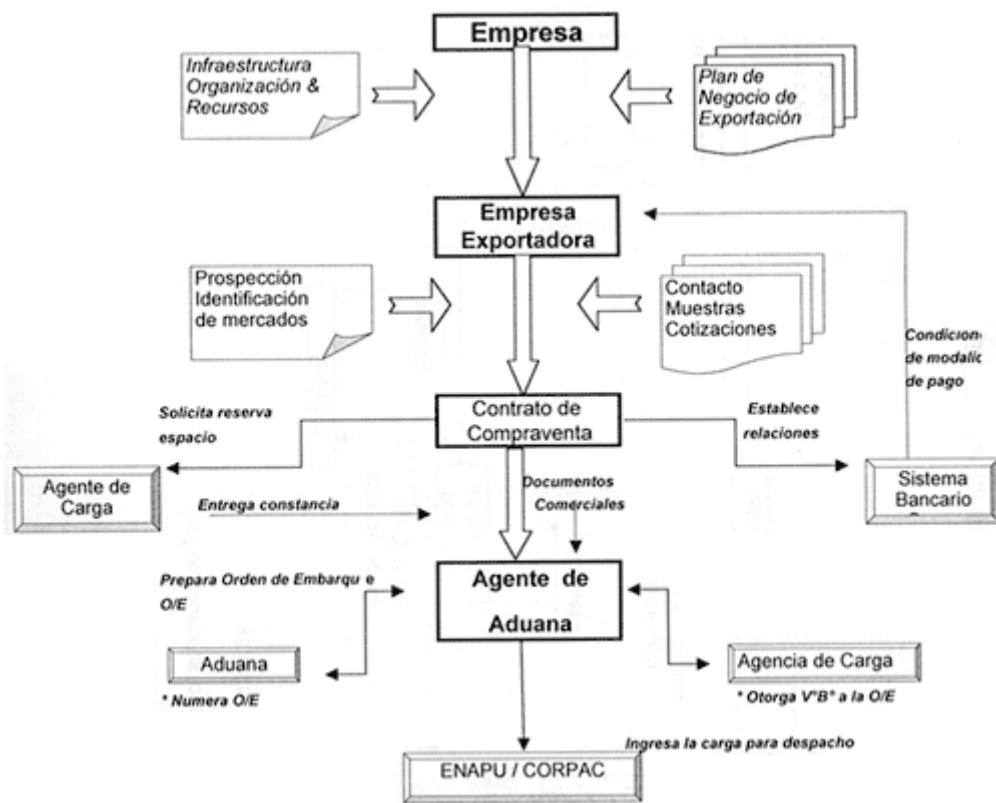 Empresa
Infraestructura
Organización &
Recursos
Plan de
Negocio de
Exportación
Empresa
Exportadora
Prospección
Identificación
de mercados
Contacto
Muestras
Cotizaciones
de pago
Solicita reserva
espacio
Contrato de
Compraventa
Establece
relaciones
Agente de
Carga
Entrega constancia
Documentos
Comerciales
Sistema
Bancario
Prepara Orden de Embarqu e
O/E
Agente de
Aduana
Aduana
* Numera O/E
Agencia de Carga
* Otorga V°B° a la O/E
Ingresa la carga para despacho
ENAPU / CORPAC